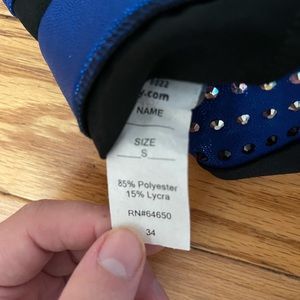 y.com
NAME
SIZE
S
85% Polyester
15% Lycra
RN#64650
34